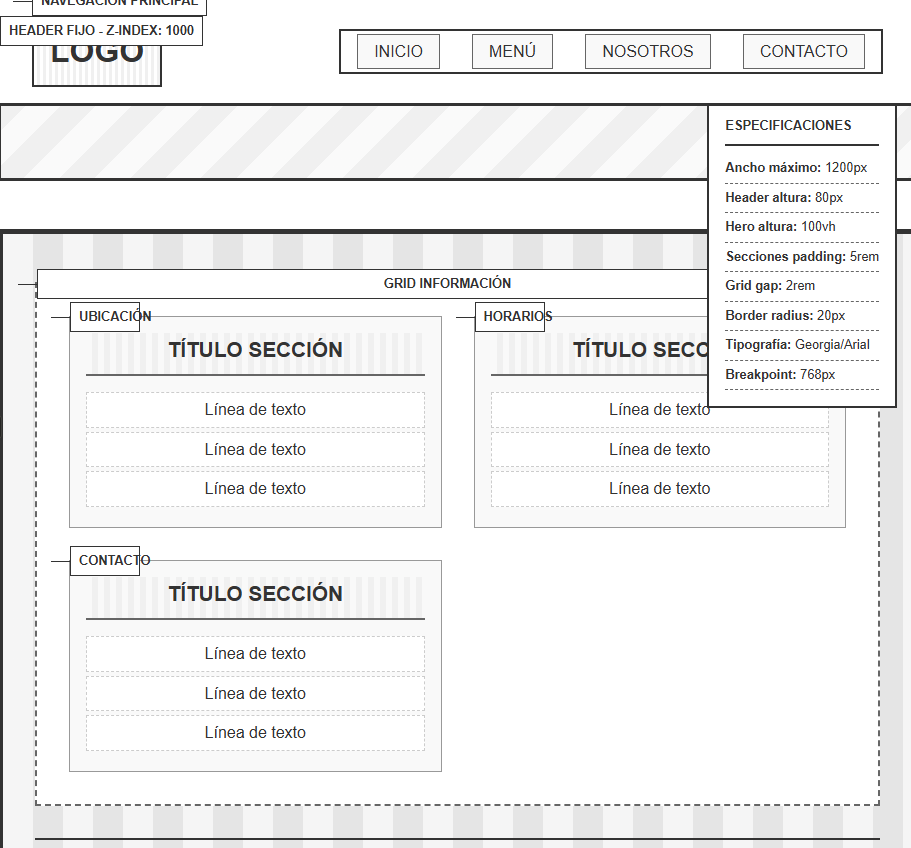 NAVEGACIÓN PRINCIPAL
HEADER FIJO - Z-INDEX: 1000
LOGO
INICIO
MENÚ
NOSOTROS
CONTACTO
ESPECIFICACIONES
Ancho máximo: 1200px
Header altura: 80px
Hero altura: 100vh
Secciones padding: 5rem
Grid gap: 2rem
Border radius: 20px
Tipografía: Georgia/Arial
Breakpoint: 768px
GRID INFORMACIÓN
UBICACIÓN
TÍTULO SECCIÓN
Línea de texto
Línea de texto
Línea de texto
HORARIOS
TÍTULO SECC
Línea de texto
Línea de texto
Línea de texto
CONTACTO
TÍTULO SECCIÓN
Línea de texto
Línea de texto
Línea de texto